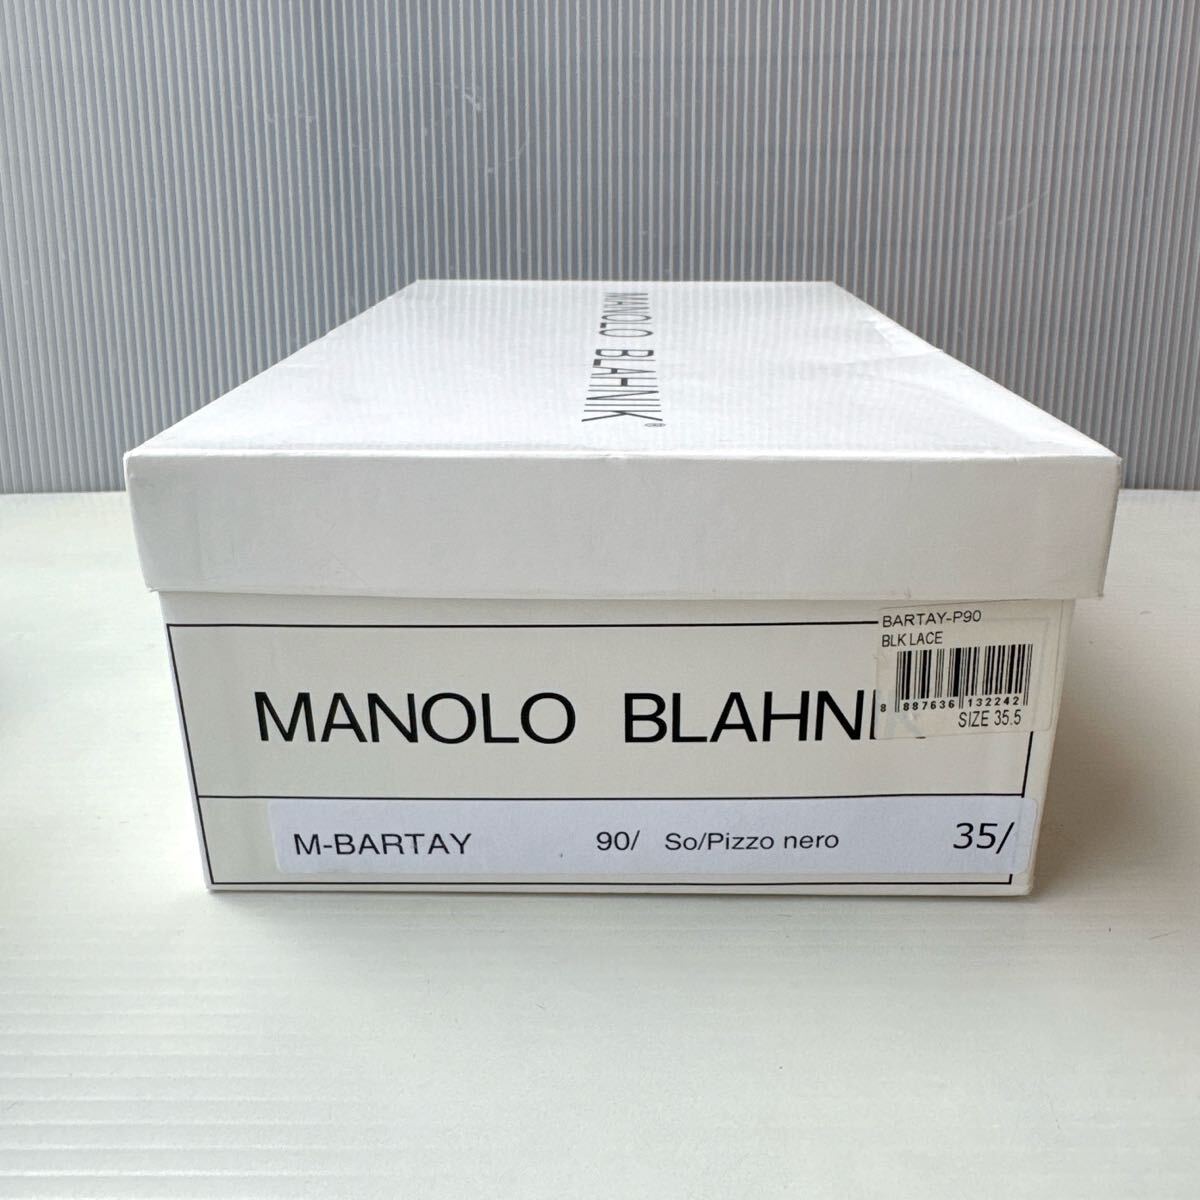 MANOLO BLAHNIK®
BARTAY-P90
BLK LACE
8 887636 132242
SIZE 35.5
MANOLO BLAHNIK
M-BARTAY 90/ So/Pizzo nero 35/